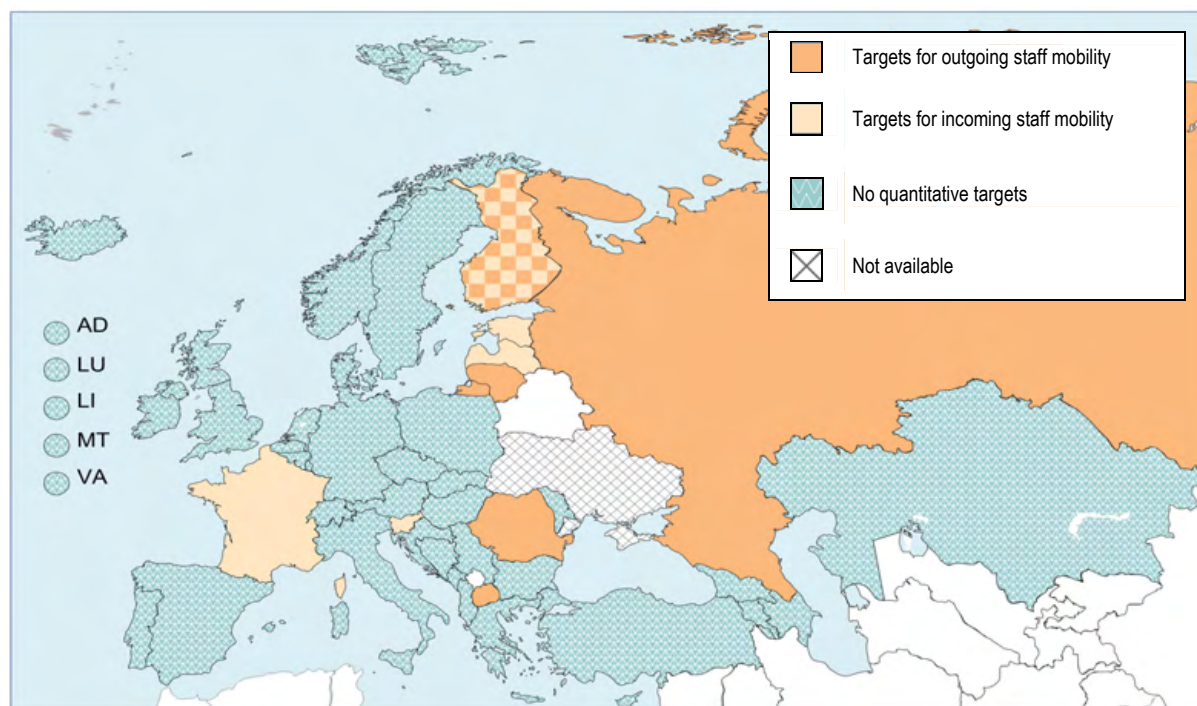 Targets for outgoing staff mobility
Targets for incoming staff mobility
No quantitative targets
Not available
AD
LU
LI
MT
VA